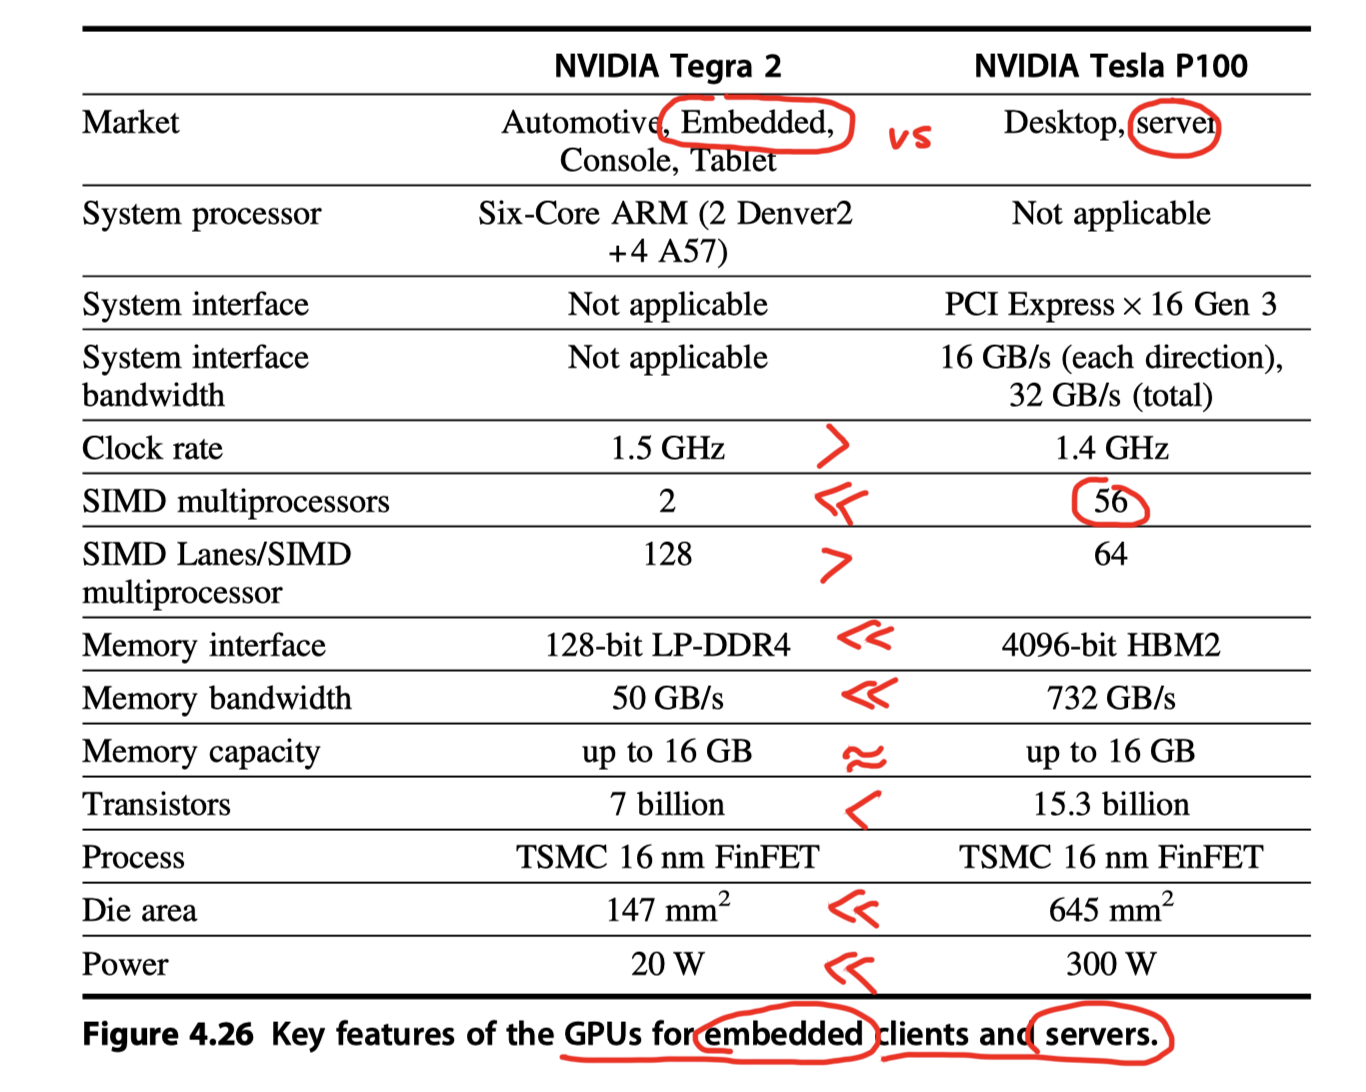 NVIDIA Tegra 2 NVIDIA Tesla P100
Market Automotive, Embedded, vs Desktop, server
Console, Tablet
System processor Six-Core ARM (2 Denver2 Not applicable
+4 A57)
System interface Not applicable PCI Express × 16 Gen 3
System interface Not applicable 16 GB/s (each direction),
bandwidth 32 GB/s (total)
Clock rate 1.5 GHz > 1.4 GHz
SIMD multiprocessors 2 << 56
SIMD Lanes/SIMD 128 > 64
multiprocessor
Memory interface 128-bit LP-DDR4 << 4096-bit HBM2
Memory bandwidth 50 GB/s << 732 GB/s
Memory capacity up to 16 GB ≈ up to 16 GB
Transistors 7 billion < 15.3 billion
Process TSMC 16 nm FinFET TSMC 16 nm FinFET
Die area 147 mm² << 645 mm²
Power 20 W << 300 W
Figure 4.26 Key features of the GPUs for embedded clients and servers.